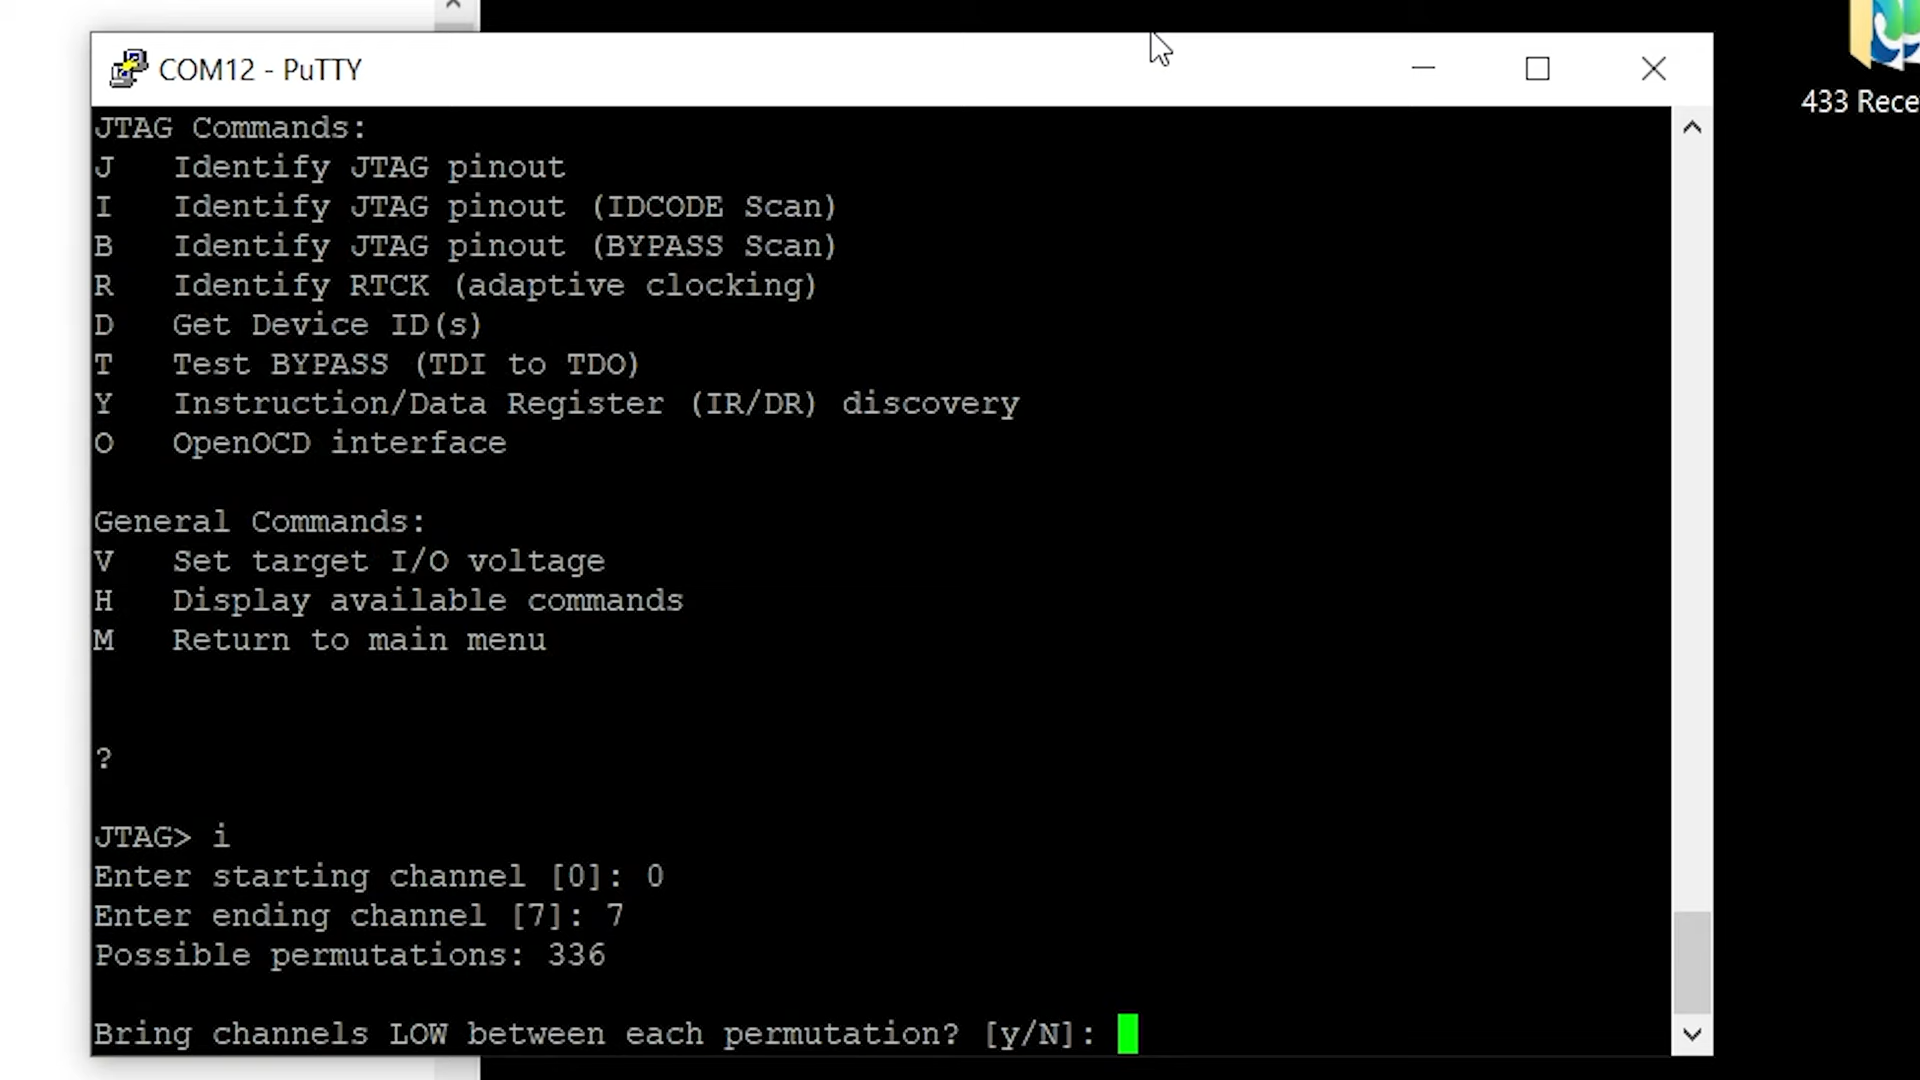 COM12 - PuTTY
433 Rece
JTAG Commands:
J Identify JTAG pinout
I Identify JTAG pinout (IDCODE Scan)
B Identify JTAG pinout (BYPASS Scan)
R Identify RTCK (adaptive clocking)
D Get Device ID(s)
T Test BYPASS (TDI to TDO)
Y Instruction/Data Register (IR/DR) discovery
O OpenOCD interface
General Commands:
V Set target I/O voltage
H Display available commands
M Return to main menu
?
JTAG> i
Enter starting channel [0]: 0
Enter ending channel [7]: 7
Possible permutations: 336
Bring channels LOW between each permutation? [y/N]: